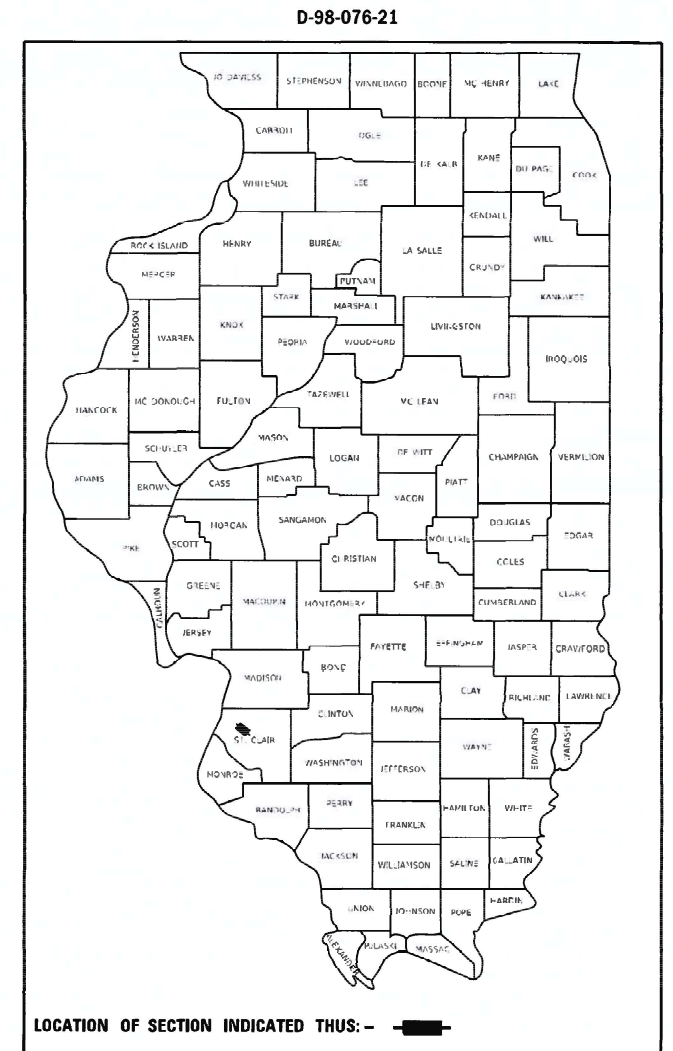 D-98-076-21
JO DAVIESS STEPHENSON WINNEBAGO BOONE MC HENRY LAKE
CARROLL OGLE
DE KALB KANE DU PAGE COOK
WHITESIDE LEE
KENDALL
ROCK ISLAND HENRY BUREAU LA SALLE WILL
MERCER PUTNAM GRUNDY
STARK MARSHALL KANKAKEE
HENDERSON WARREN KNOX PEORIA WOODFORD LIVINGSTON
IROQUOIS
HANCOCK MC DONOUGH FULTON TAZEWELL MC LEAN FORD
MASON
SCHUYLER LOGAN DE WITT CHAMPAIGN VERMILION
ADAMS BROWN CASS MENARD PIATT
MACON
MORGAN SANGAMON DOUGLAS
PIKE SCOTT MOULTRIE EDGAR
CHRISTIAN COLES
GREENE SHELBY
CALHOUN MACOUPIN MONTGOMERY CUMBERLAND CLARK
JERSEY FAYETTE EFFINGHAM JASPER CRAWFORD
MADISON BOND
CLAY RICHLAND LAWRENCE
CLINTON MARION
ST. CLAIR WAYNE EDWARDS WABASH
MONROE WASHINGTON JEFFERSON
RANDOLPH PERRY HAMILTON WHITE
FRANKLIN
JACKSON WILLIAMSON SALINE GALLATIN
UNION JOHNSON POPE HARDIN
ALEXANDER PULASKI MASSAC
LOCATION OF SECTION INDICATED THUS: -